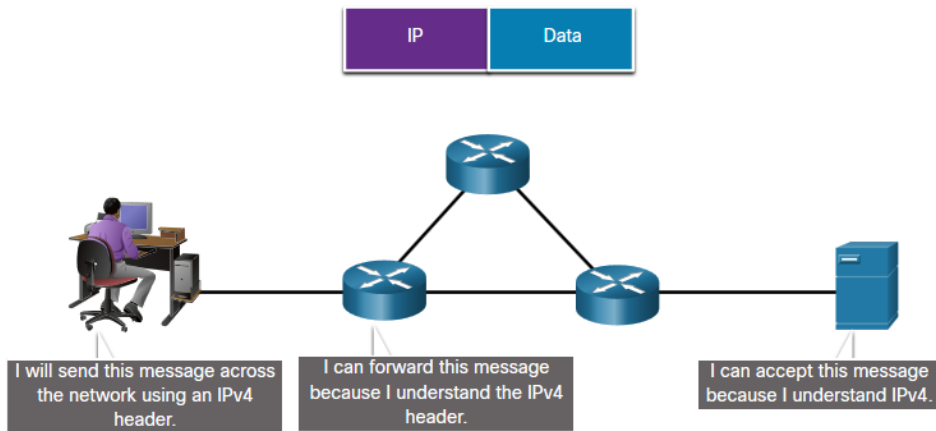 IP
Data
I will send this message across
the network using an IPv4
header.
I can forward this message
because I understand the IPv4
header.
I can accept this message
because I understand IPv4.